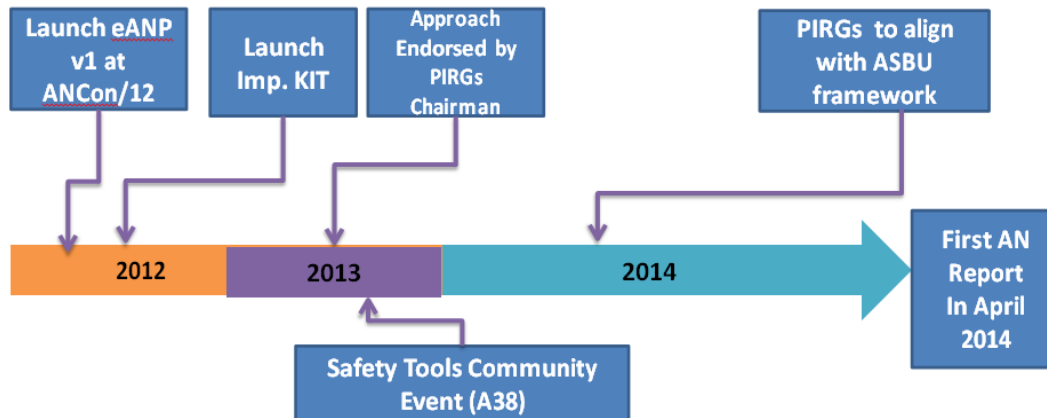 Launch eANP
v1 at
ANCon/12
Launch
Imp. KIT
Approach
Endorsed by
PIRGs
Chairman
PIRGs to align
with ASBU
framework
2012
2013
2014
First AN
Report
In April
2014
Safety Tools Community
Event (A38)